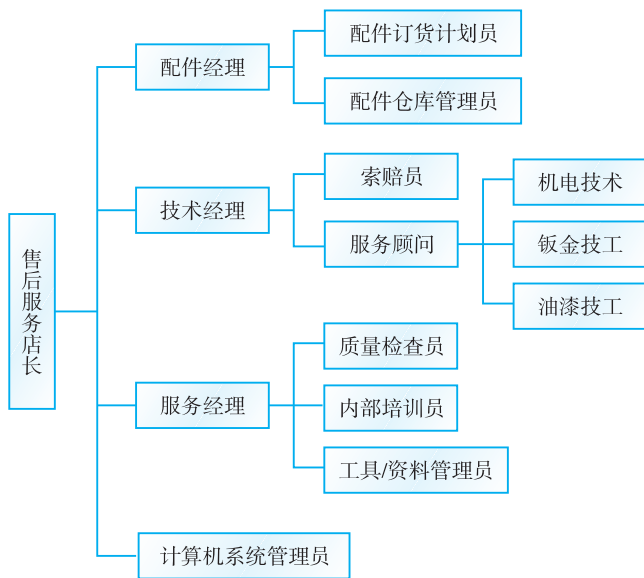 售后服务店长
配件经理
配件订货计划员
配件仓库管理员
技术经理
索赔员
服务顾问
机电技术
钣金技工
油漆技工
服务经理
质量检查员
内部培训员
工具/资料管理员
计算机系统管理员